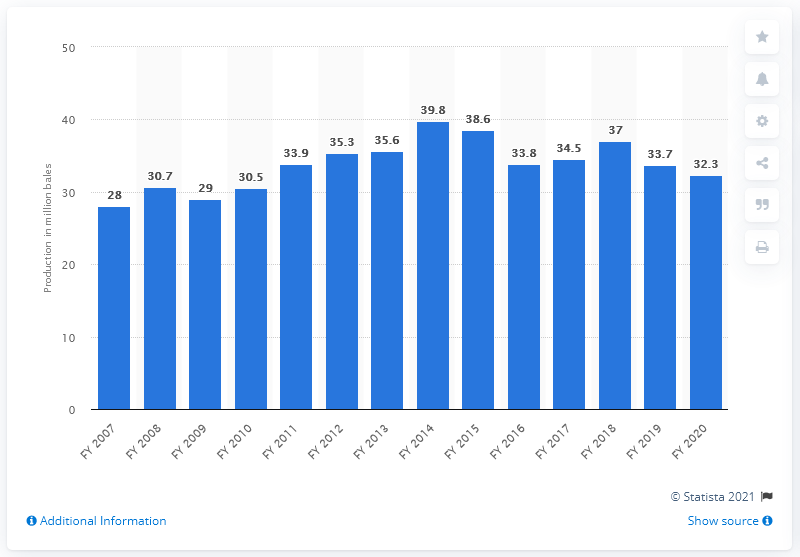 50
40
30
20
10
0
Production in million bales
28
30.7
29
30.5
33.9
35.3
35.6
39.8
38.6
33.8
34.5
37
33.7
32.3
FY 2007
FY 2008
FY 2009
FY 2010
FY 2011
FY 2012
FY 2013
FY 2014
FY 2015
FY 2016
FY 2017
FY 2018
FY 2019
FY 2020
© Statista 2021
Additional Information
Show source